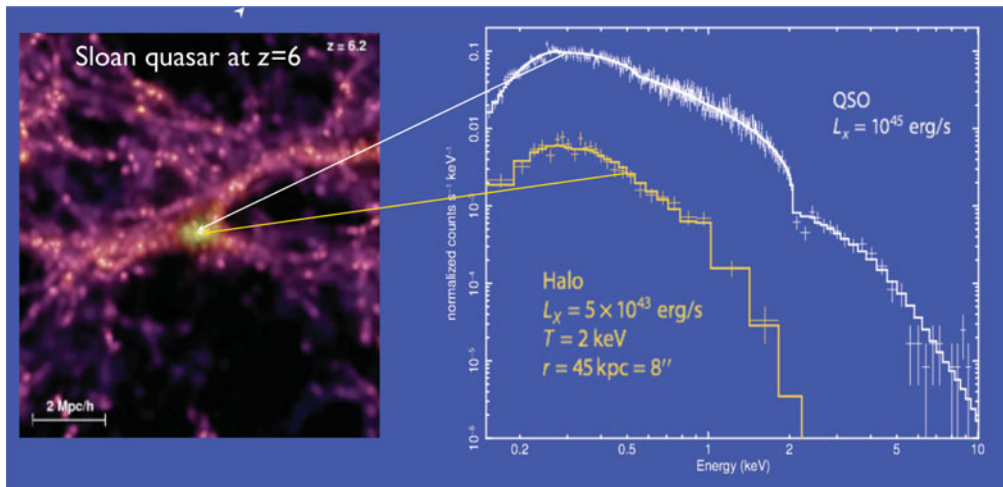 Sloan quasar at z=6
z = 6.2
2 Mpc/h
normalized counts s⁻¹ keV⁻¹
0.1
0.01
10⁻³
10⁻⁴
10⁻⁵
10⁻⁶
QSO
Lₓ = 10⁴⁵ erg/s
Halo
L_X = 5 × 10⁴³ erg/s
T = 2 keV
r = 45 kpc = 8″
0.2 0.5 1 2 5 10
Energy (keV)